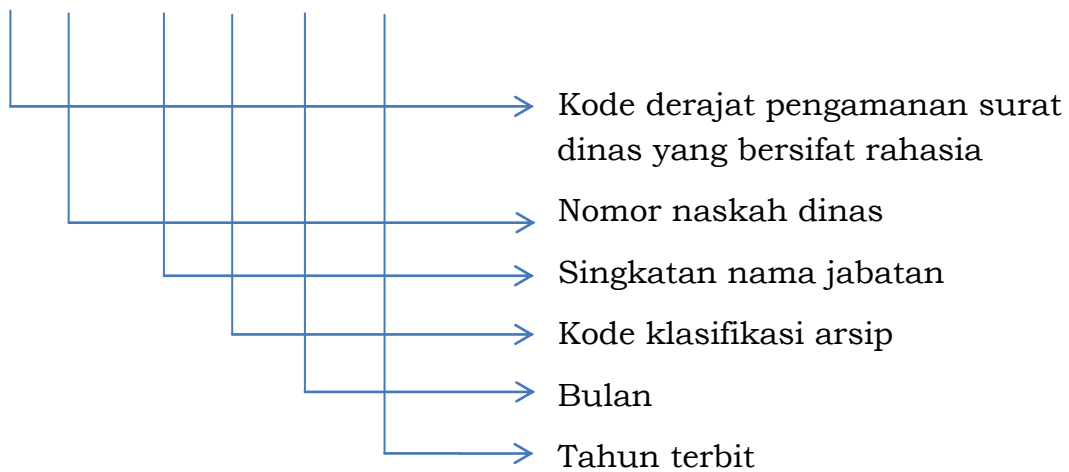 Kode derajat pengamanan surat
dinas yang bersifat rahasia
Nomor naskah dinas
Singkatan nama jabatan
Kode klasifikasi arsip
Bulan
Tahun terbit